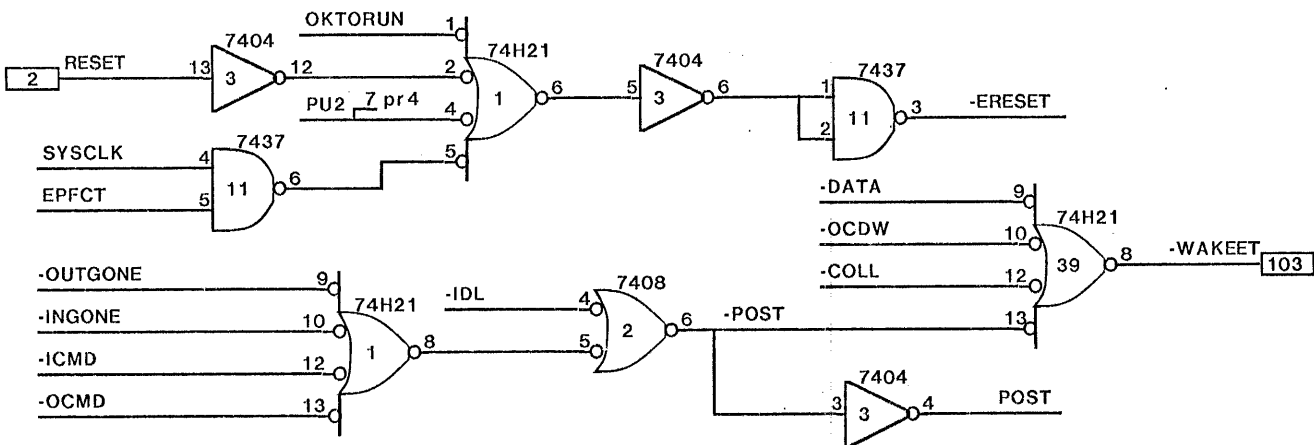 OKTORUN
1
7404
74H21
7404
7437
2
RESET
13
3
12
2
1
6
5
3
6
1
11
3
-ERESET
2
PU2
7 pr4
4
SYSCLK
7437
5
4
11
6
EPFCT
5
-DATA
9
74H21
-OCDW
10
39
8
-WAKEET
103
-COLL
12
-OUTGONE
9
74H21
-IDL
7408
4
-POST
13
-INGONE
10
2
6
1
8
5
-ICMD
12
-OCMD
13
7404
3
3
4
POST